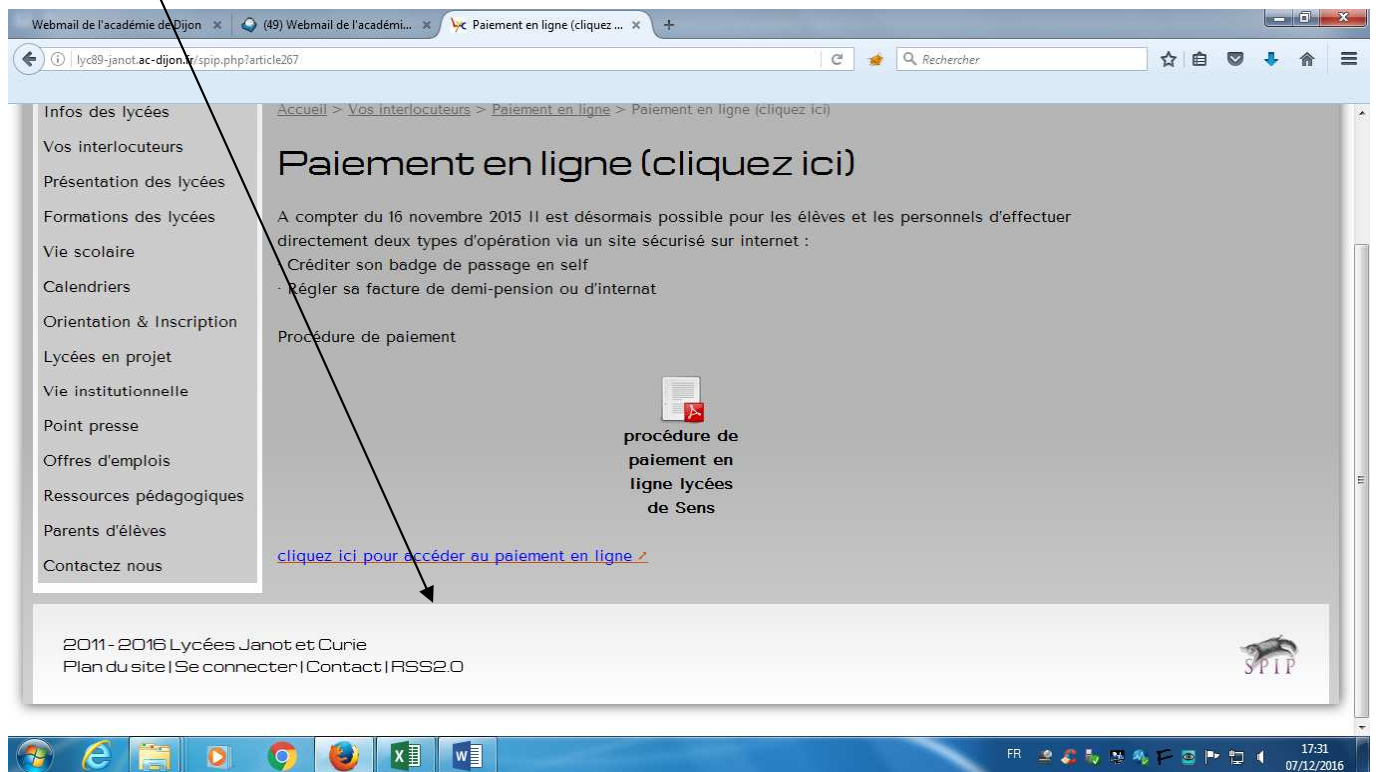 Webmail de l'académie de Dijon × (49) Webmail de l'académi... × Paiement en ligne (cliquez ... × +
lyc89-janot.ac-dijon.fr/spip.php?article267
Rechercher
Infos des lycées
Vos interlocuteurs
Présentation des lycées
Formations des lycées
Vie scolaire
Calendriers
Orientation & Inscription
Lycées en projet
Vie institutionnelle
Point presse
Offres d'emplois
Ressources pédagogiques
Parents d'élèves
Contactez nous
Accueil > Vos interlocuteurs > Paiement en ligne > Paiement en ligne (cliquez ici)
Paiement en ligne (cliquez ici)
A compter du 16 novembre 2015 Il est désormais possible pour les élèves et les personnels d'effectuer
directement deux types d'opération via un site sécurisé sur internet :
· Créditer son badge de passage en self
· Régler sa facture de demi-pension ou d'internat
Procédure de paiement
procédure de
paiement en
ligne lycées
de Sens
cliquez ici pour accéder au paiement en ligne
2011 - 2016 Lycées Janot et Curie
Plan du site | Se connecter | Contact | RSS 2.0
SPIP
FR
17:31
07/12/2016